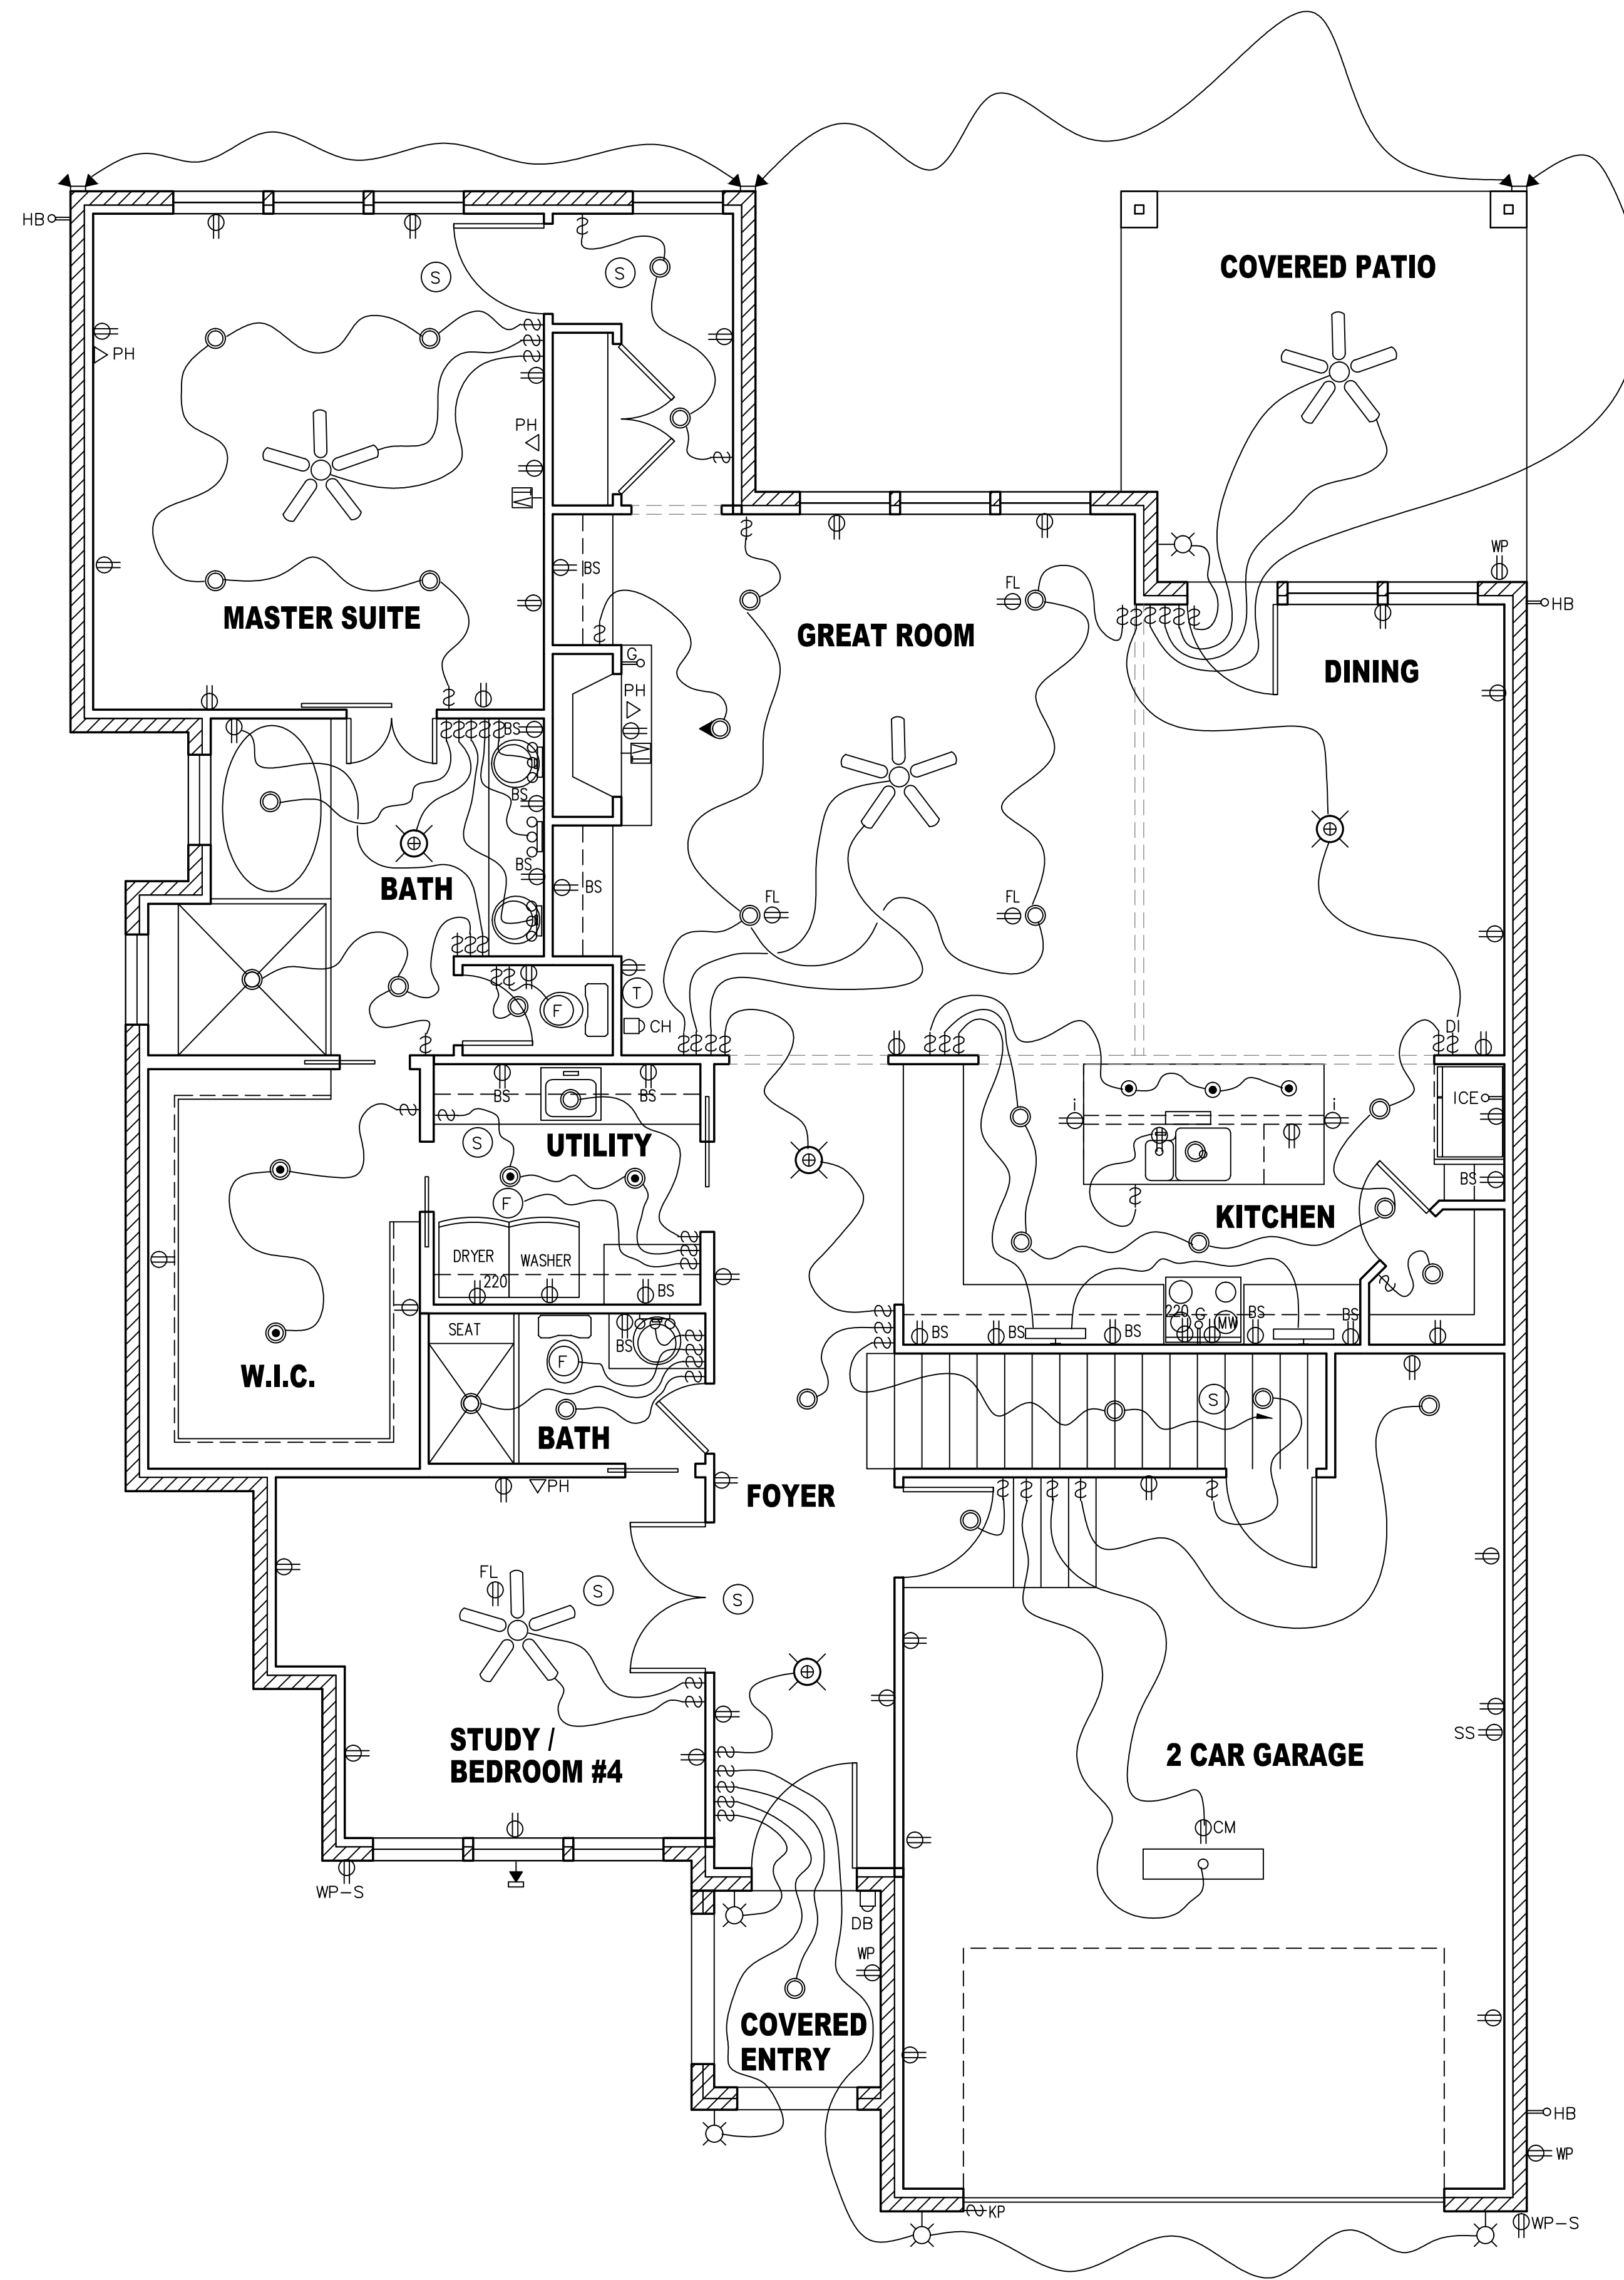 HB
COVERED PATIO
S
S
PH
PH
WP
BS
FL
HB
MASTER SUITE
GREAT ROOM
G
DINING
PH
BS
BS
BS
BATH
BS
FL
FL
F
T
CH
DI
BS
BS
ICE
i
i
S
UTILITY
BS
F
KITCHEN
DRYER
WASHER
220
BS
SEAT
BS
BS
BS
BS
220
G
MW
BS
BS
F
W.I.C.
S
BATH
PH
FOYER
FL
S
S
SS
STUDY /
BEDROOM #4
2 CAR GARAGE
CM
WP-S
DB
WP
COVERED
ENTRY
HB
WP
KP
WP-S